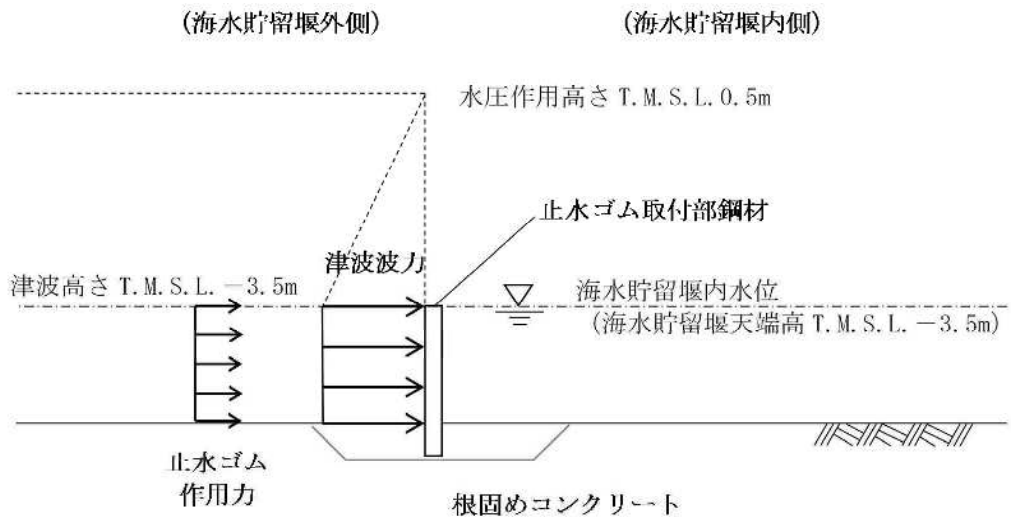 (海水貯留堰外側)
(海水貯留堰内側)
水圧作用高さ T.M.S.L.0.5m
止水ゴム取付部鋼材
津波波力
津波高さ T.M.S.L.－3.5m
海水貯留堰内水位
(海水貯留堰天端高 T.M.S.L.－3.5m)
止水ゴム
作用力
根固めコンクリート